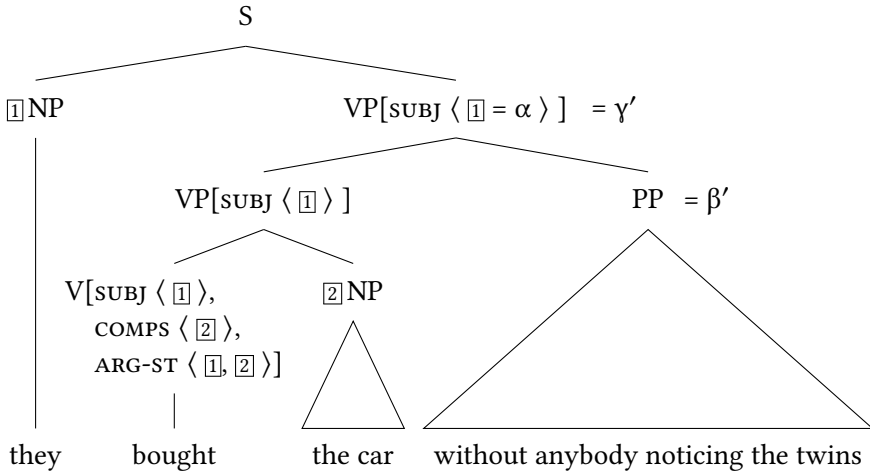 S
[1]NP VP[SUBJ ⟨ [1] = α ⟩ ] = γ′
VP[SUBJ ⟨ [1] ⟩ ] PP = β′
V[SUBJ ⟨ [1] ⟩, [2]NP
COMPS ⟨ [2] ⟩,
ARG-ST ⟨ [1], [2] ⟩]
they bought the car without anybody noticing the twins